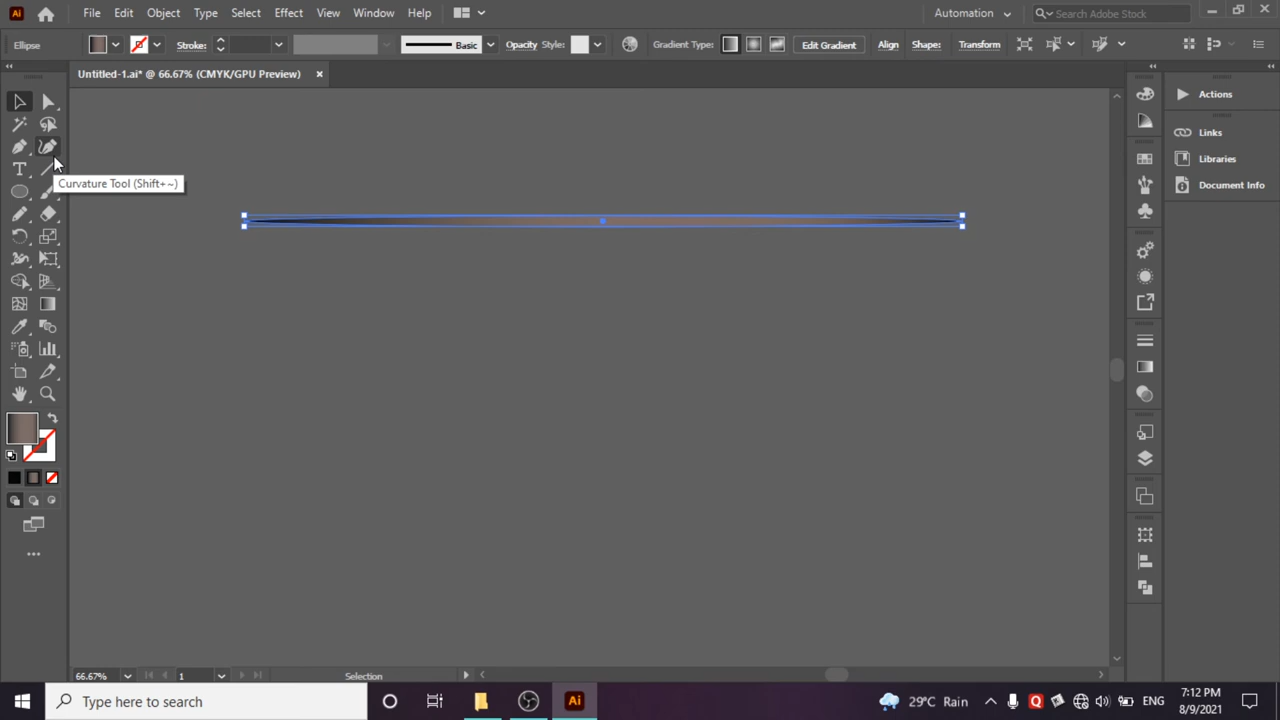 Ai File Edit Object Type Select Effect View Window Help Automation Search Adobe Stock
Ellipse Stroke: Basic Opacity Style: Gradient Type: Edit Gradient Align Shape: Transform
Untitled-1.ai* @ 66.67% (CMYK/GPU Preview)
Actions
Links
Libraries
Document Info
Curvature Tool (Shift+~)
66.67% 1 Selection
Type here to search
Ai
29°C Rain
ENG
7:12 PM
8/9/2021